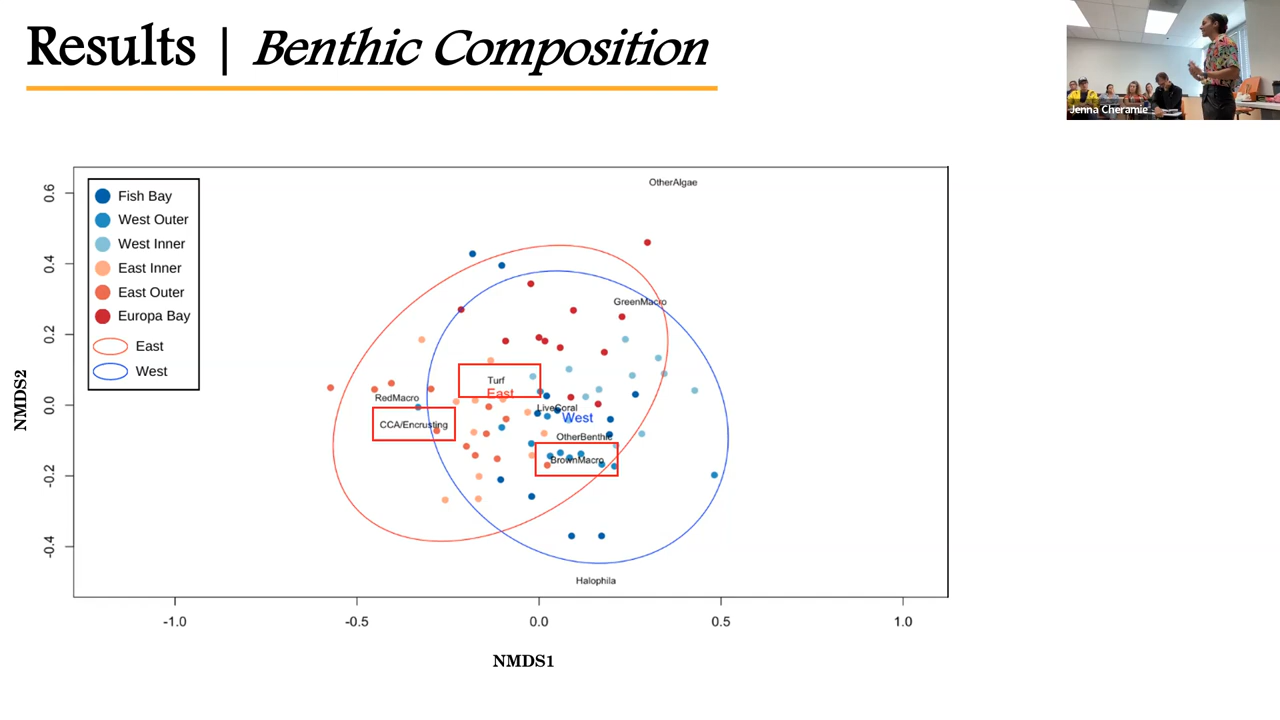 Results | Benthic Composition
Jenna Cheramie
Fish Bay
West Outer
West Inner
East Inner
East Outer
Europa Bay
East
West
OtherAlgae
GreenMacro
Turf
East
RedMacro
LiveCoral
West
CCA/Encrusting
OtherBenthic
BrownMacro
Halophila
NMDS2
0.6
0.4
0.2
0.0
-0.2
-0.4
-1.0 -0.5 0.0 0.5 1.0
NMDS1